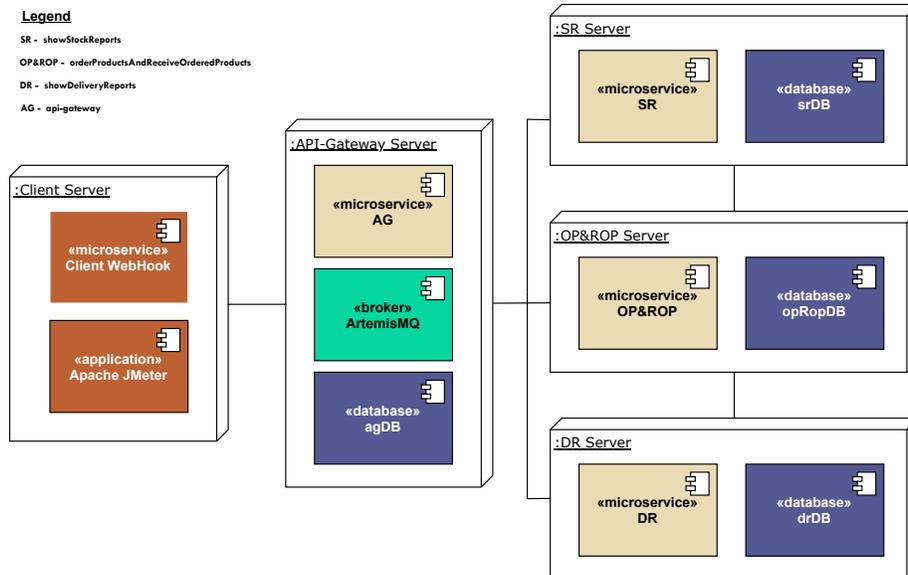 Legend
SR - showStockReports
OP&ROP - orderProductsAndReceiveOrderedProducts
DR - showDeliveryReports
AG - api-gateway
:Client Server
«microservice»
Client WebHook
«application»
Apache JMeter
:API-Gateway Server
«microservice»
AG
«broker»
ArtemisMQ
«database»
agDB
:SR Server
«microservice»
SR
«database»
srDB
:OP&ROP Server
«microservice»
OP&ROP
«database»
opRopDB
:DR Server
«microservice»
DR
«database»
drDB